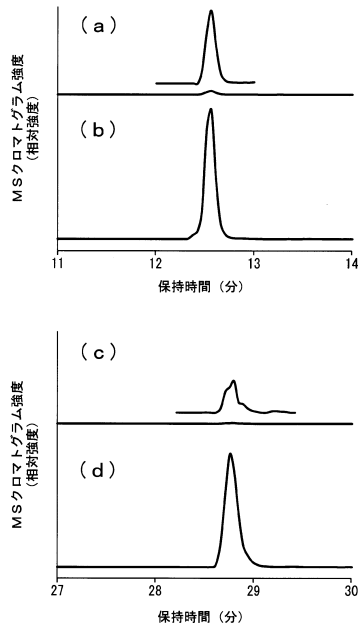 (a)
(b)
MSクロマトグラム強度
(相対強度)
11 12 13 14
保持時間 (分)
(c)
(d)
MSクロマトグラム強度
(相対強度)
27 28 29 30
保持時間 (分)